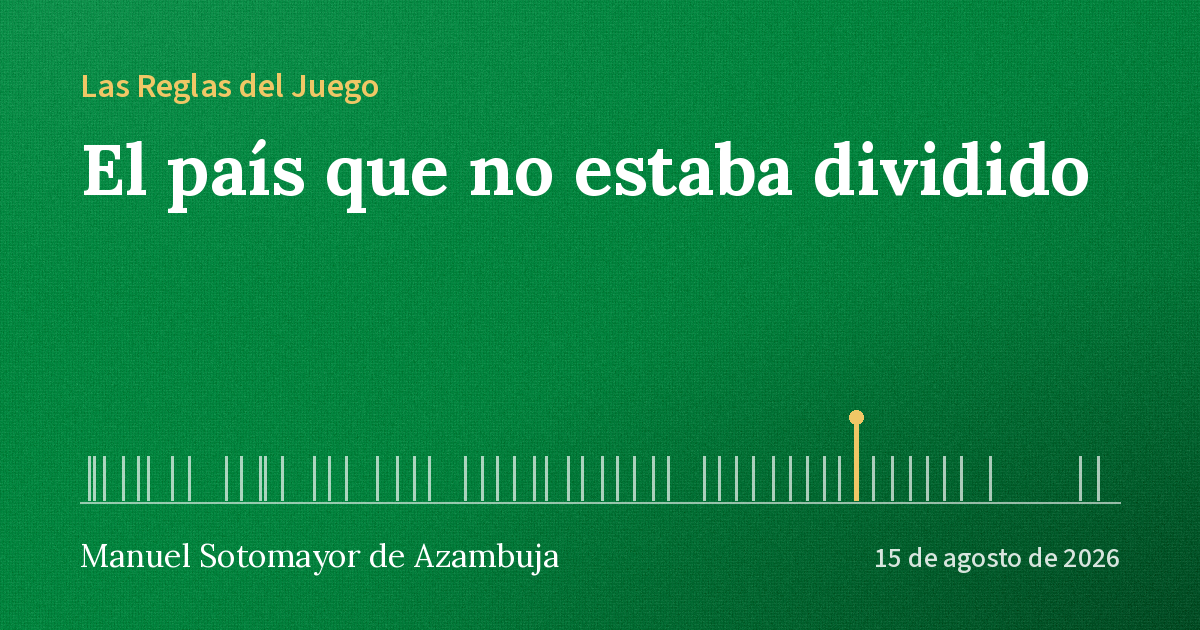 Las Reglas del Juego
El país que no estaba dividido
Manuel Sotomayor de Azambuja
15 de agosto de 2026